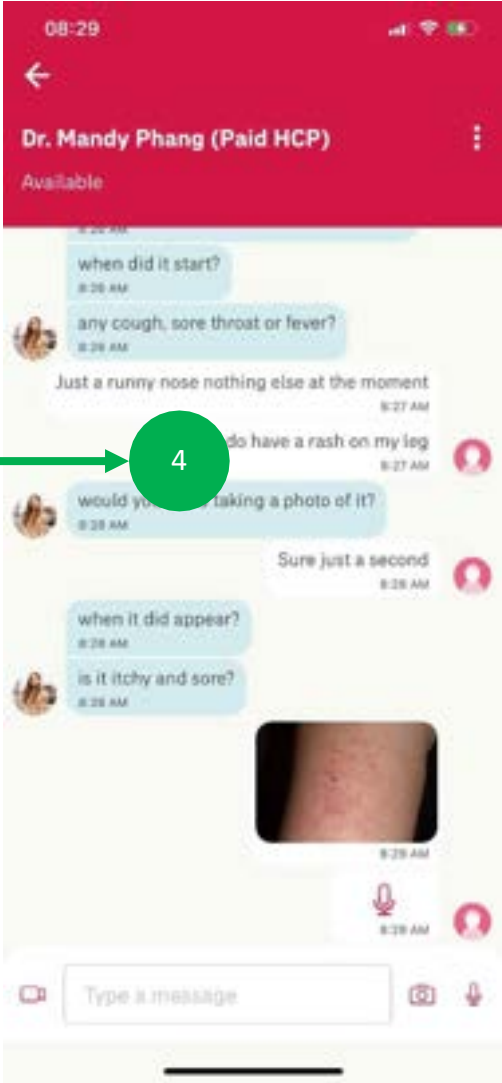 08:29
Dr. Mandy Phang (Paid HCP)
Available
when did it start?
8:26 AM
any cough, sore throat or fever?
8:26 AM
Just a runny nose nothing else at the moment
8:27 AM
do have a rash on my leg
8:27 AM
4
would taking a photo of it?
8:28 AM
Sure just a second
8:28 AM
when it did appear?
8:28 AM
is it itchy and sore?
8:28 AM
8:29 AM
8:29 AM
Type a message